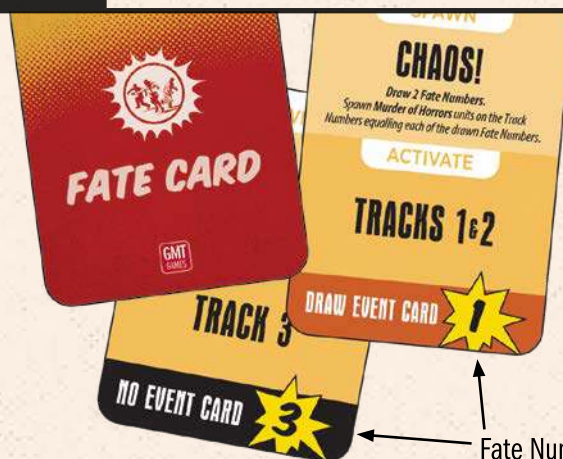 SPAWN
CHAOS!
Draw 2 Fate Numbers.
Spawn Murder of Horrors units on the Track
Numbers equalling each of the drawn Fate Numbers.
ACTIVATE
TRACKS 1&2
DRAW EVENT CARD 1
FATE CARD
GMT
GAMES
TRACK 3
NO EVENT CARD 3
Fate Num